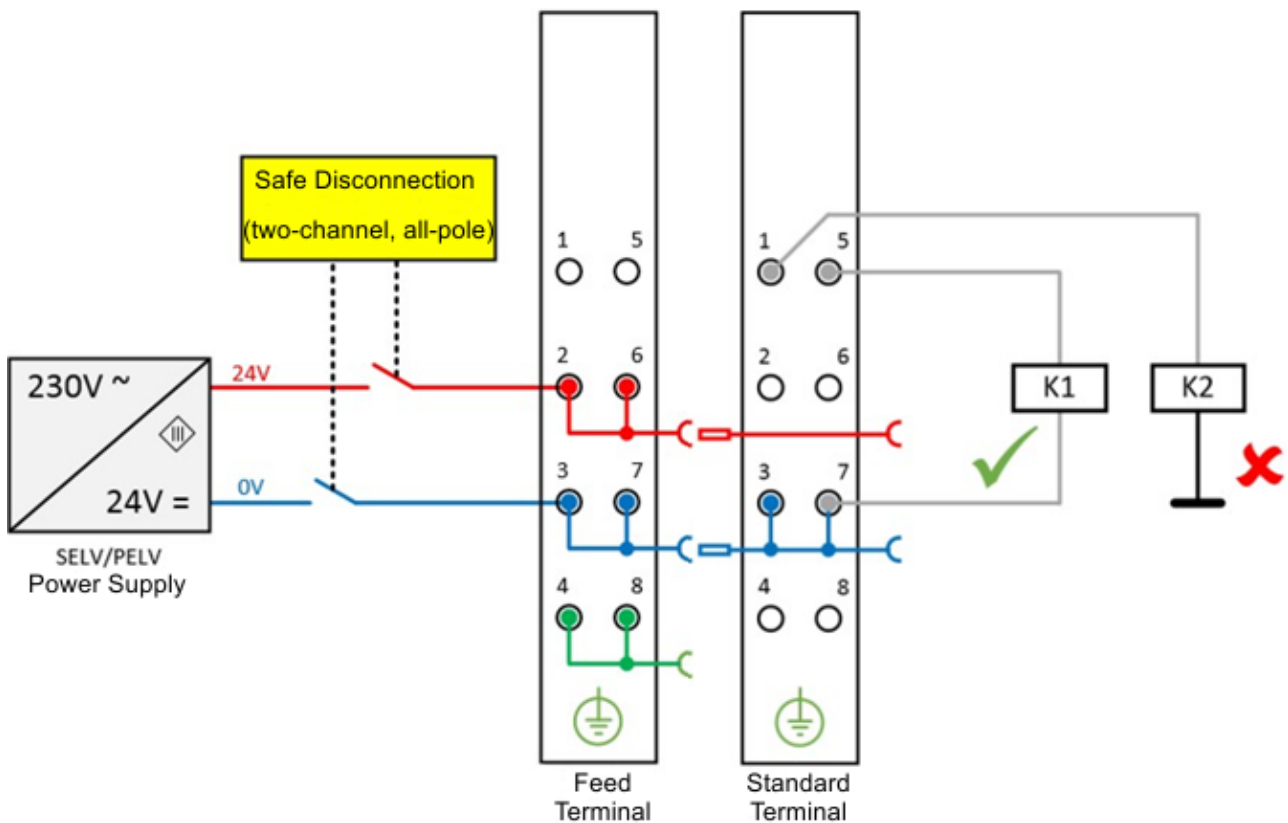 Safe Disconnection
(two-channel, all-pole)
230V ~
III
24V =
SELV/PELV
Power Supply
24V
0V
1 5
2 6
3 7
4 8
Feed
Terminal
1 5
2 6
3 7
4 8
Standard
Terminal
K1
K2